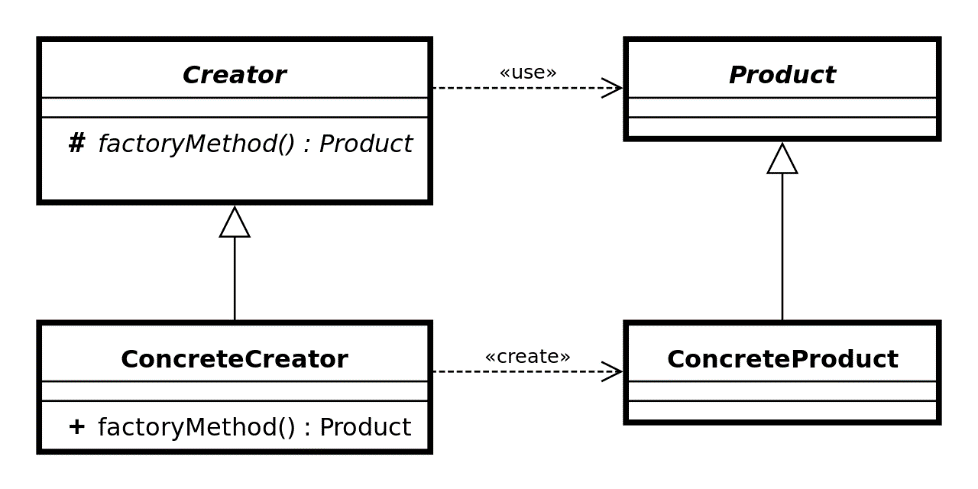 Creator
«use»
Product
# factoryMethod() : Product
ConcreteCreator
«create»
ConcreteProduct
+ factoryMethod() : Product